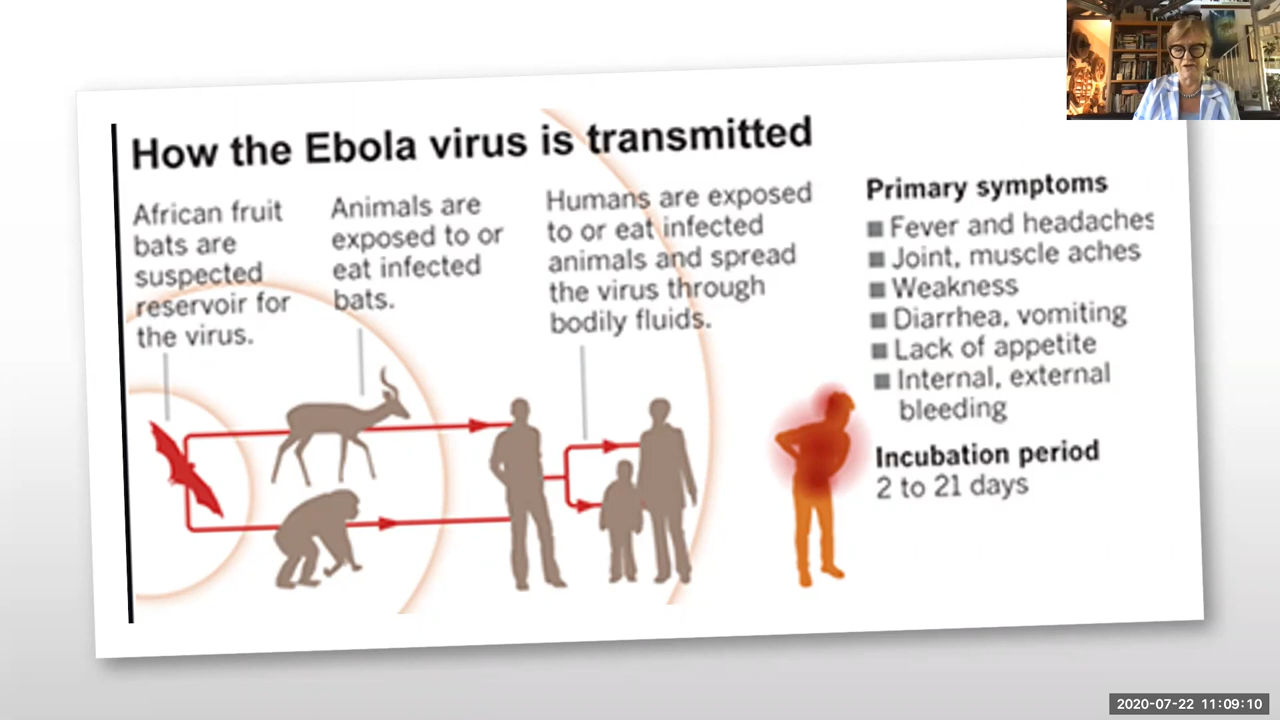 How the Ebola virus is transmitted
African fruit
bats are
suspected
reservoir for
the virus.
Animals are
exposed to or
eat infected
bats.
Humans are exposed
to or eat infected
animals and spread
the virus through
bodily fluids.
Primary symptoms
Fever and headaches
Joint, muscle aches
Weakness
Diarrhea, vomiting
Lack of appetite
Internal, external
bleeding
Incubation period
2 to 21 days
2020-07-22 11:09:10